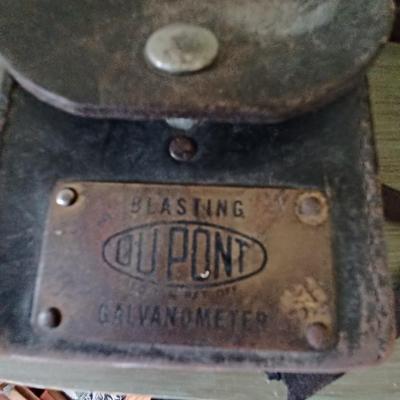 BLASTING
DU PONT
GALVANOMETER